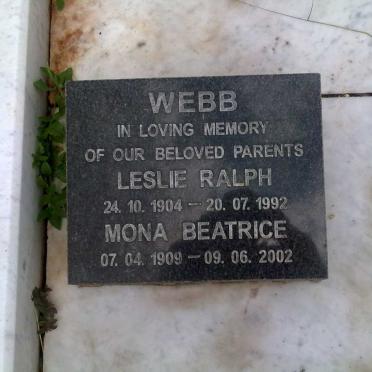 WEBB
IN LOVING MEMORY
OF OUR BELOVED PARENTS
LESLIE RALPH
24. 10. 1904 – 20. 07. 1992
MONA BEATRICE
07. 04. 1909 – 09. 06. 2002